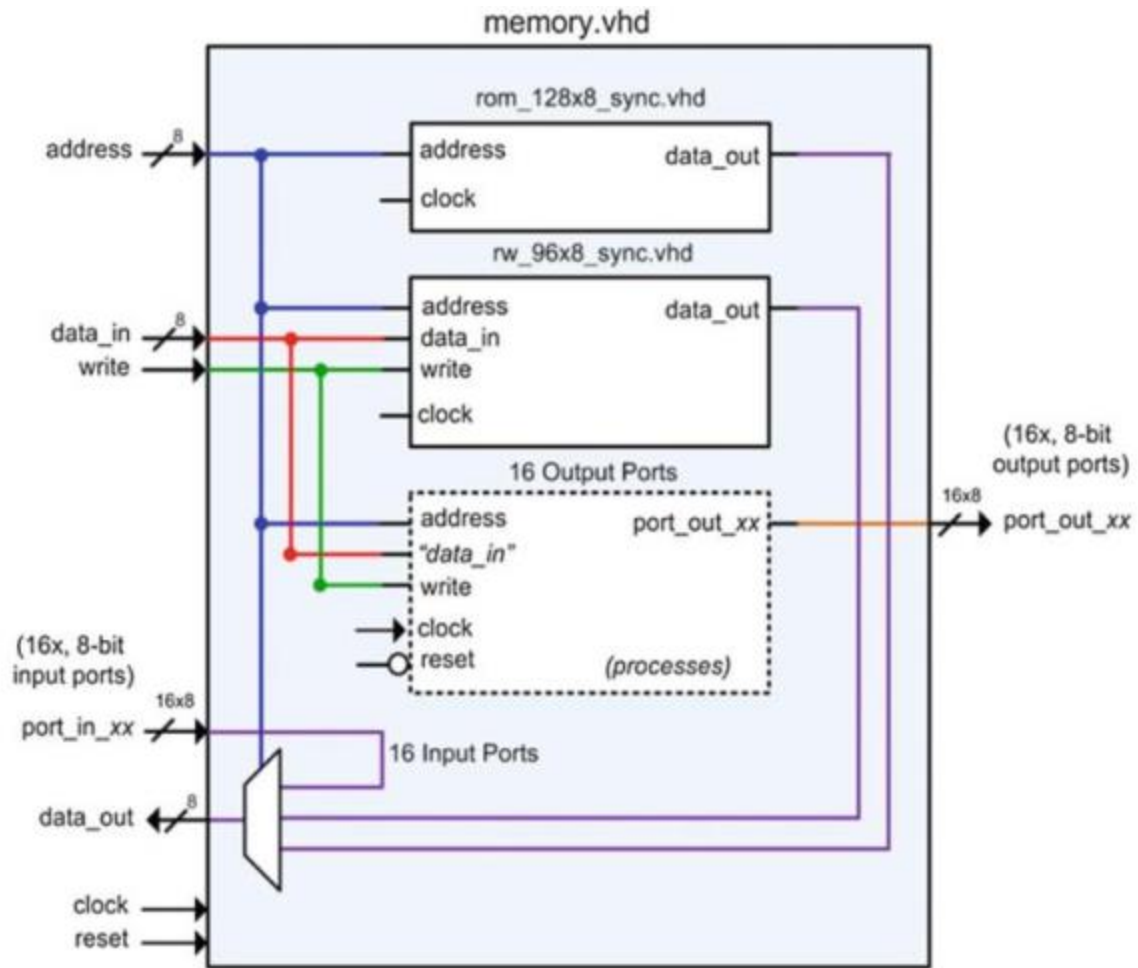 memory.vhd
rom_128x8_sync.vhd
address
8
address
data_out
clock
rw_96x8_sync.vhd
address
data_out
data_in
8
data_in
write
write
clock
(16x, 8-bit
output ports)
16 Output Ports
16x8
address
port_out_xx
port_out_xx
"data_in"
write
clock
reset
(processes)
(16x, 8-bit
input ports)
16x8
port_in_xx
16 Input Ports
data_out
8
clock
reset